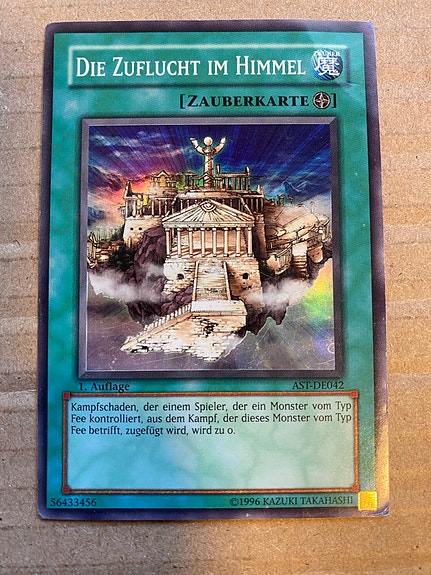 DIE ZUFLUCHT IM HIMMEL
ZAUBER
[ZAUBERKARTE]
1. Auflage
AST-DE042
Kampfschaden, der einem Spieler, der ein Monster vom Typ
Fee kontrolliert, aus dem Kampf, der dieses Monster vom Typ
Fee betrifft, zugefügt wird, wird zu 0.
56433456
©1996 KAZUKI TAKAHASHI